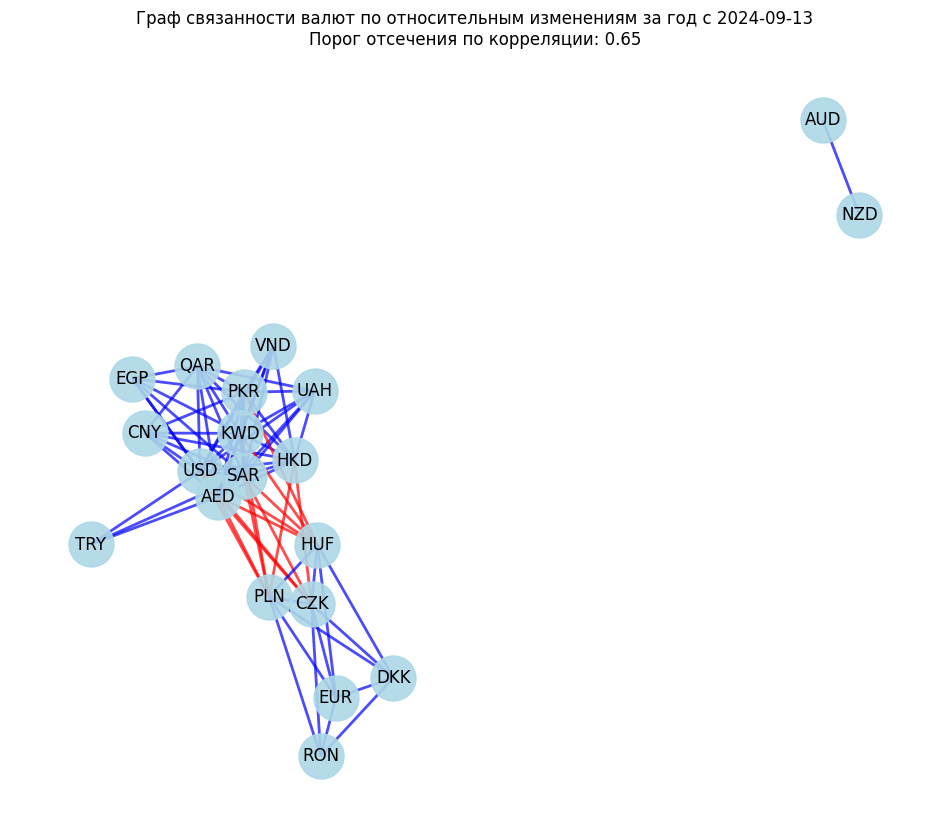 Граф связанности валют по относительным изменениям за год с 2024-09-13
Порог отсечения по корреляции: 0.65
AUD
NZD
VND
QAR
EGP
PKR
UAH
CNY
KWD
HKD
USD
SAR
AED
TRY
HUF
PLN
CZK
DKK
EUR
RON